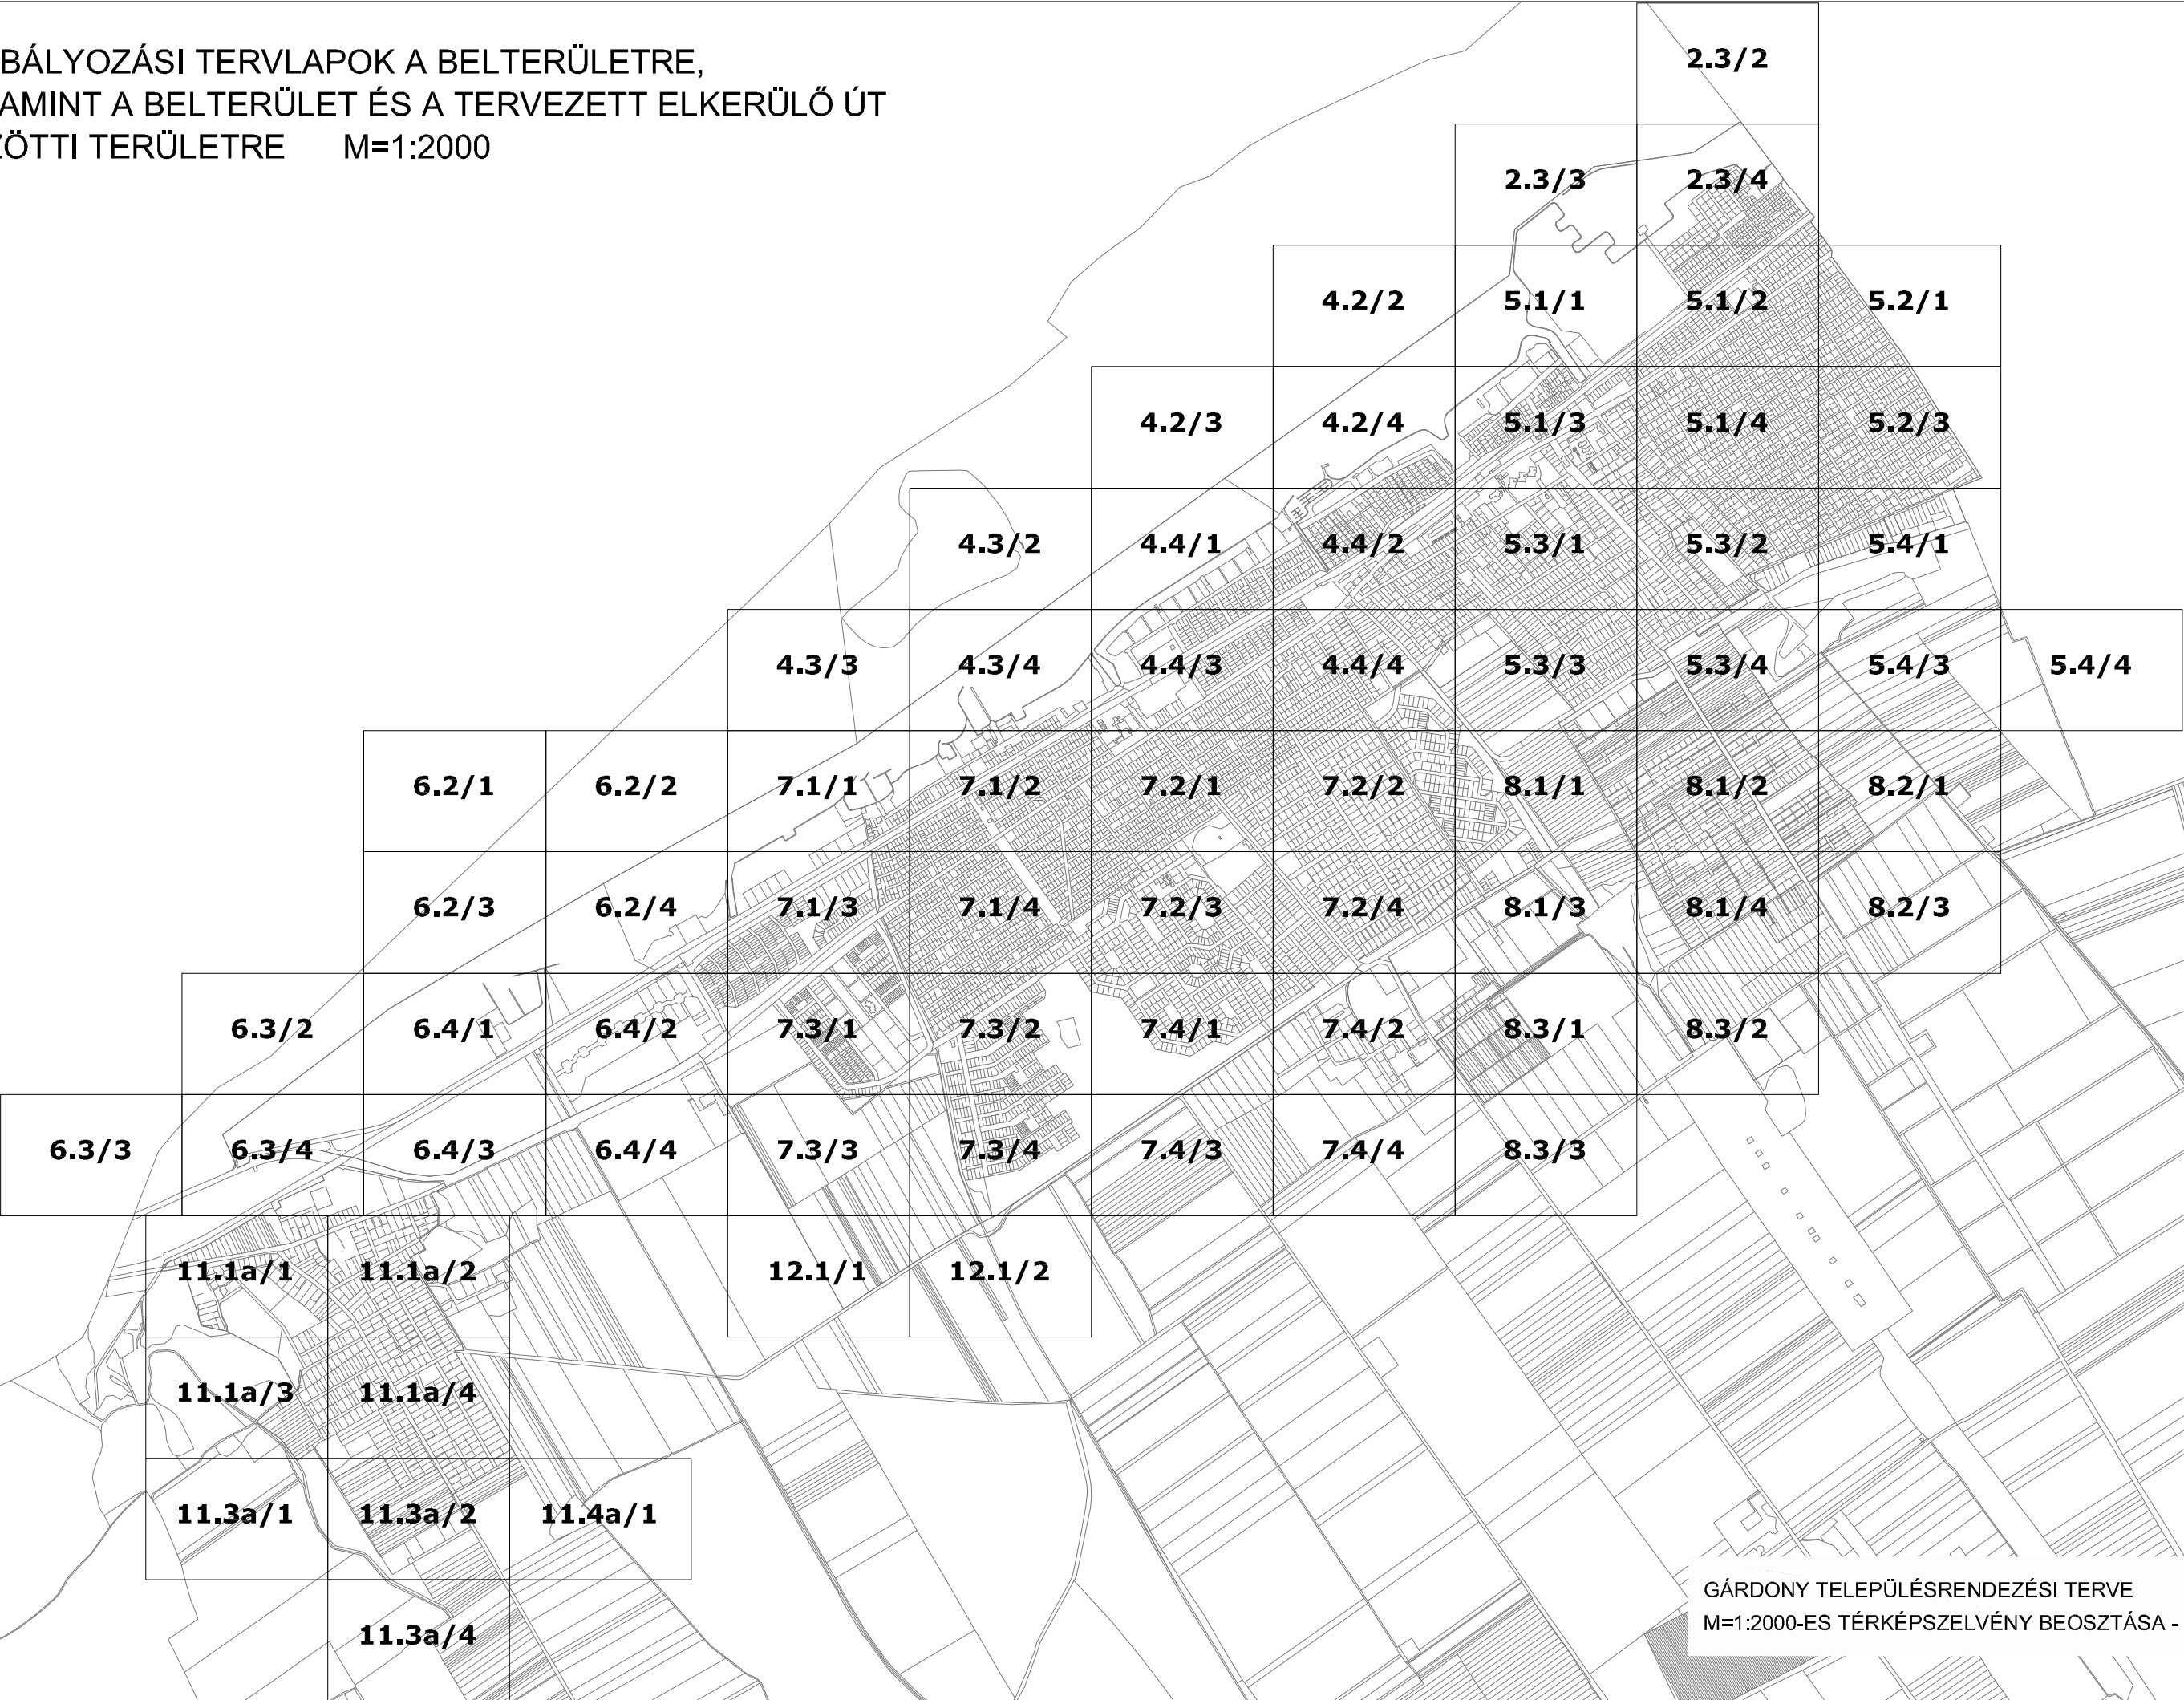 BÁLYOZÁSI TERVLAPOK A BELTERÜLETRE,
AMINT A BELTERÜLET ÉS A TERVEZETT ELKERÜLŐ ÚT
ZÖTTI TERÜLETRE M=1:2000
2.3/2
2.3/3 2.3/4
4.2/2 5.1/1 5.1/2 5.2/1
4.2/3 4.2/4 5.1/3 5.1/4 5.2/3
4.3/2 4.4/1 4.4/2 5.3/1 5.3/2 5.4/1
4.3/3 4.3/4 4.4/3 4.4/4 5.3/3 5.3/4 5.4/3 5.4/4
6.2/1 6.2/2 7.1/1 7.1/2 7.2/1 7.2/2 8.1/1 8.1/2 8.2/1
6.2/3 6.2/4 7.1/3 7.1/4 7.2/3 7.2/4 8.1/3 8.1/4 8.2/3
6.3/2 6.4/1 6.4/2 7.3/1 7.3/2 7.4/1 7.4/2 8.3/1 8.3/2
6.3/3 6.3/4 6.4/3 6.4/4 7.3/3 7.3/4 7.4/3 7.4/4 8.3/3
11.1a/1 11.1a/2 12.1/1 12.1/2
11.1a/3 11.1a/4
11.3a/1 11.3a/2 11.4a/1
11.3a/4
GÁRDONY TELEPÜLÉSRENDEZÉSI TERVE
M=1:2000-ES TÉRKÉPSZELVÉNY BEOSZTÁSA -